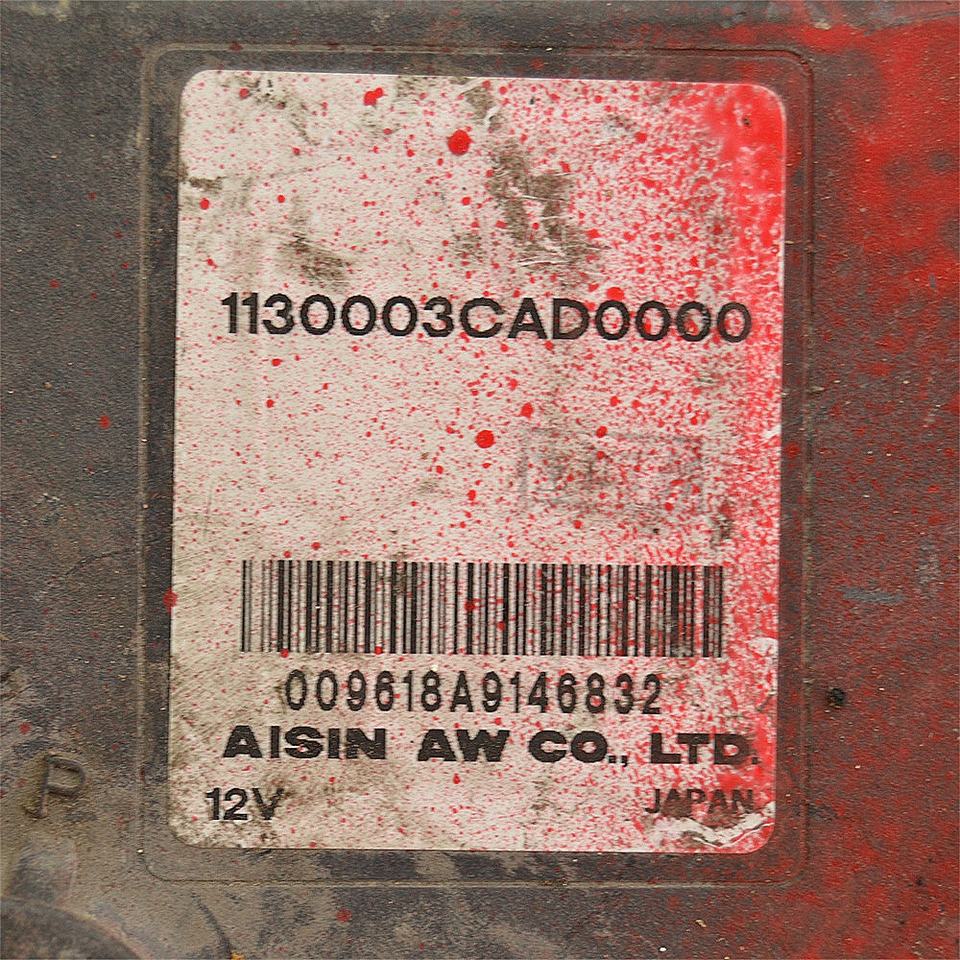 1130003CAD0000
009618A9146832
AISIN AW CO., LTD.
12V
JAPAN
P